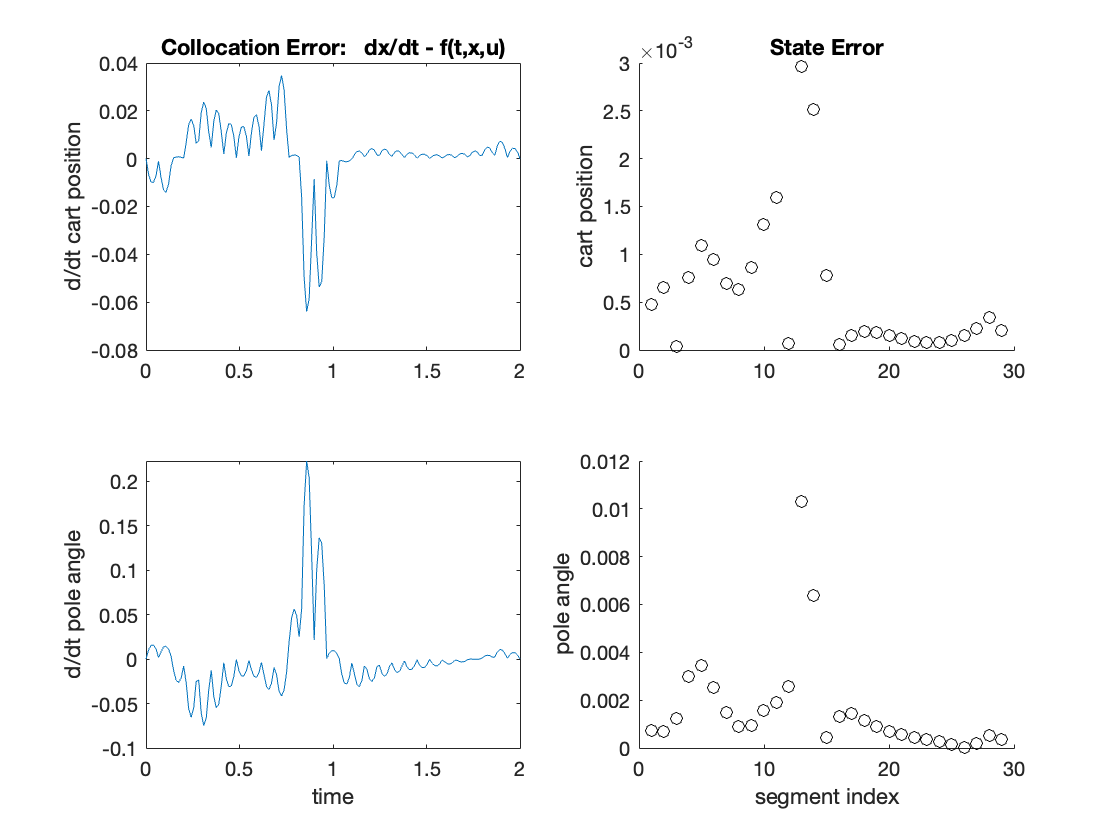 Collocation Error: dx/dt - f(t,x,u)
d/dt cart position
0.04
0.02
0
-0.02
-0.04
-0.06
-0.08
0 0.5 1 1.5 2
State Error
×10-3
cart position
3
2.5
2
1.5
1
0.5
0
0 10 20 30
d/dt pole angle
0.2
0.15
0.1
0.05
0
-0.05
-0.1
0 0.5 1 1.5 2
time
pole angle
0.012
0.01
0.008
0.006
0.004
0.002
0
0 10 20 30
segment index